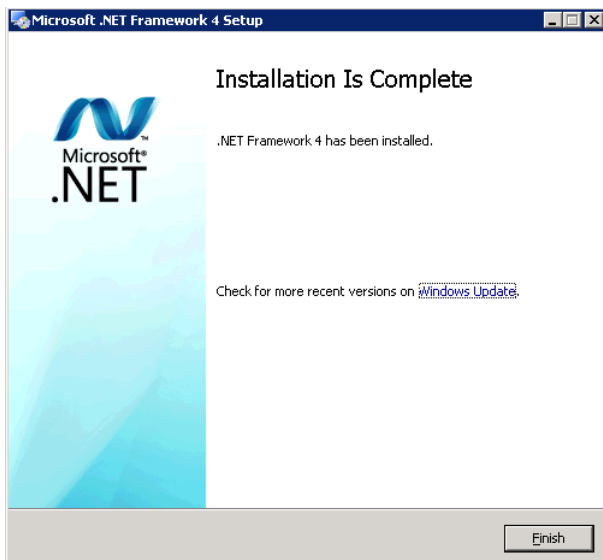 Microsoft .NET Framework 4 Setup
Installation Is Complete
Microsoft®
.NET
™
.NET Framework 4 has been installed.
Check for more recent versions on Windows Update.
Finish